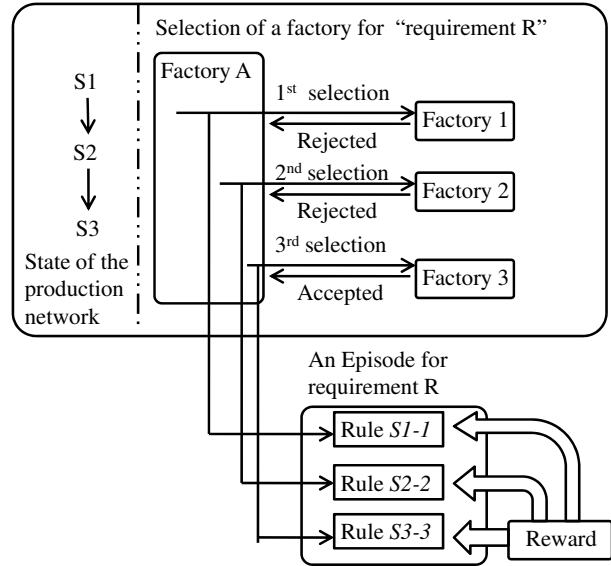 Selection of a factory for “requirement R”
Factory A
S1
S2
S3
State of the
production
network
1st selection
Rejected
Factory 1
2nd selection
Rejected
Factory 2
3rd selection
Accepted
Factory 3
An Episode for
requirement R
Rule S1-1
Rule S2-2
Rule S3-3
Reward